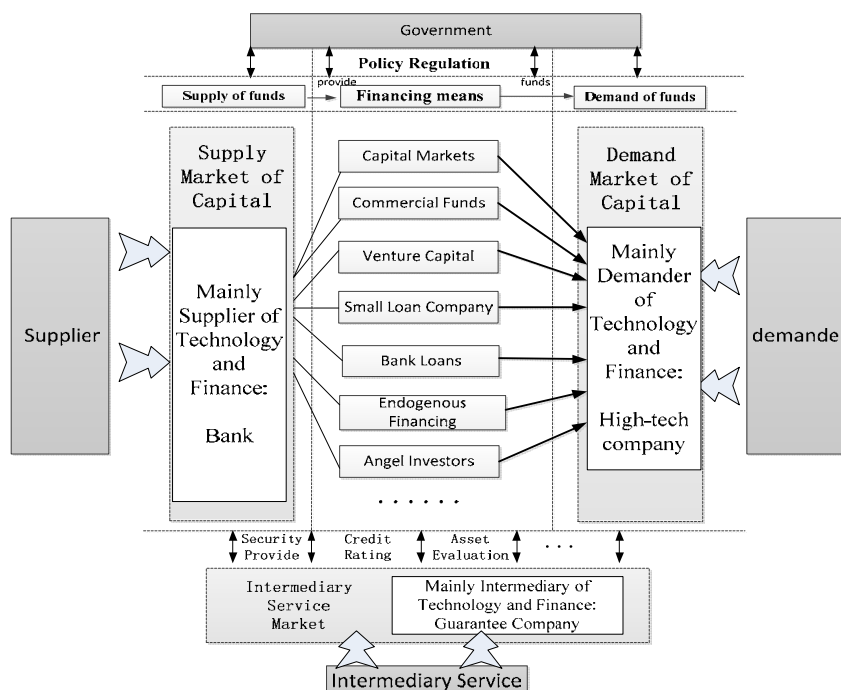 Government
Policy Regulation
provide
funds
Supply of funds
Financing means
Demand of funds
Supply
Market of
Capital
Capital Markets
Commercial Funds
Venture Capital
Small Loan Company
Bank Loans
Endogenous
Financing
Angel Investors
. . . . . .
Demand
Market of
Capital
Supplier
Mainly
Supplier of
Technology
and
Finance:
Bank
Mainly
Demander
of
Technology
and
Finance:
High-tech
company
demande
Security
Provide
Credit
Rating
Asset
Evaluation
. . .
Intermediary
Service
Market
Mainly Intermediary of
Technology and Finance:
Guarantee Company
Intermediary Service